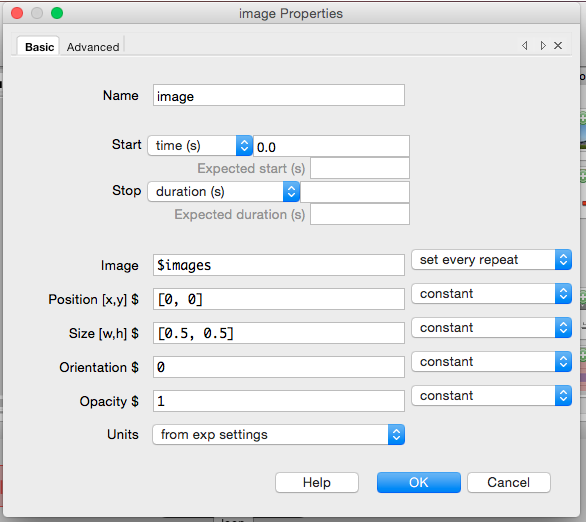 image Properties
Basic Advanced
Name image
Start time (s) 0.0
Expected start (s)
Stop duration (s)
Expected duration (s)
Image $images set every repeat
Position [x,y] $ [0, 0] constant
Size [w,h] $ [0.5, 0.5] constant
Orientation $ 0 constant
Opacity $ 1 constant
Units from exp settings
Help OK Cancel